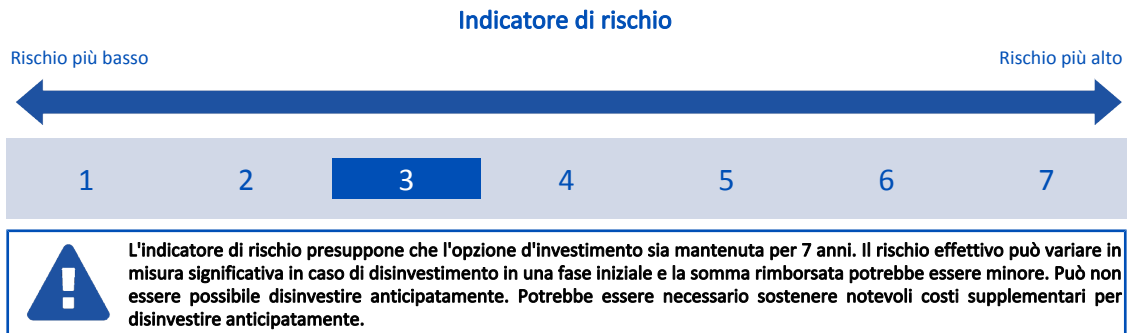 Indicatore di rischio
Rischio più basso
Rischio più alto
1 2 3 4 5 6 7
L'indicatore di rischio presuppone che l'opzione d'investimento sia mantenuta per 7 anni. Il rischio effettivo può variare in
misura significativa in caso di disinvestimento in una fase iniziale e la somma rimborsata potrebbe essere minore. Può non
essere possibile disinvestire anticipatamente. Potrebbe essere necessario sostenere notevoli costi supplementari per
disinvestire anticipatamente.